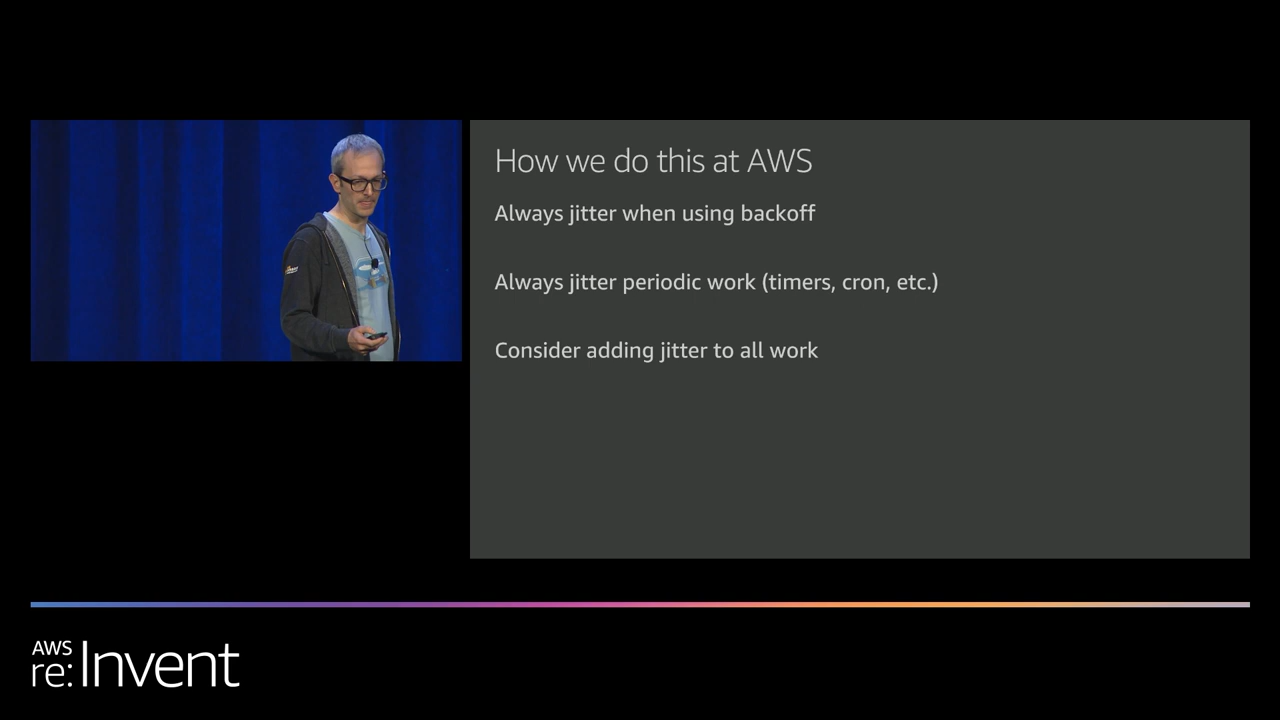 How we do this at AWS
Always jitter when using backoff
Always jitter periodic work (timers, cron, etc.)
Consider adding jitter to all work
AWS
re:Invent